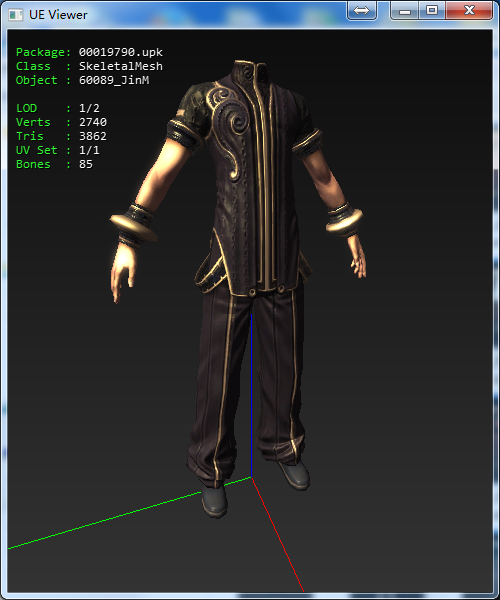 UE Viewer
Package: 00019790.upk
Class : SkeletalMesh
Object : 60089_JinM
LOD : 1/2
Verts : 2740
Tris : 3862
UV Set : 1/1
Bones : 85